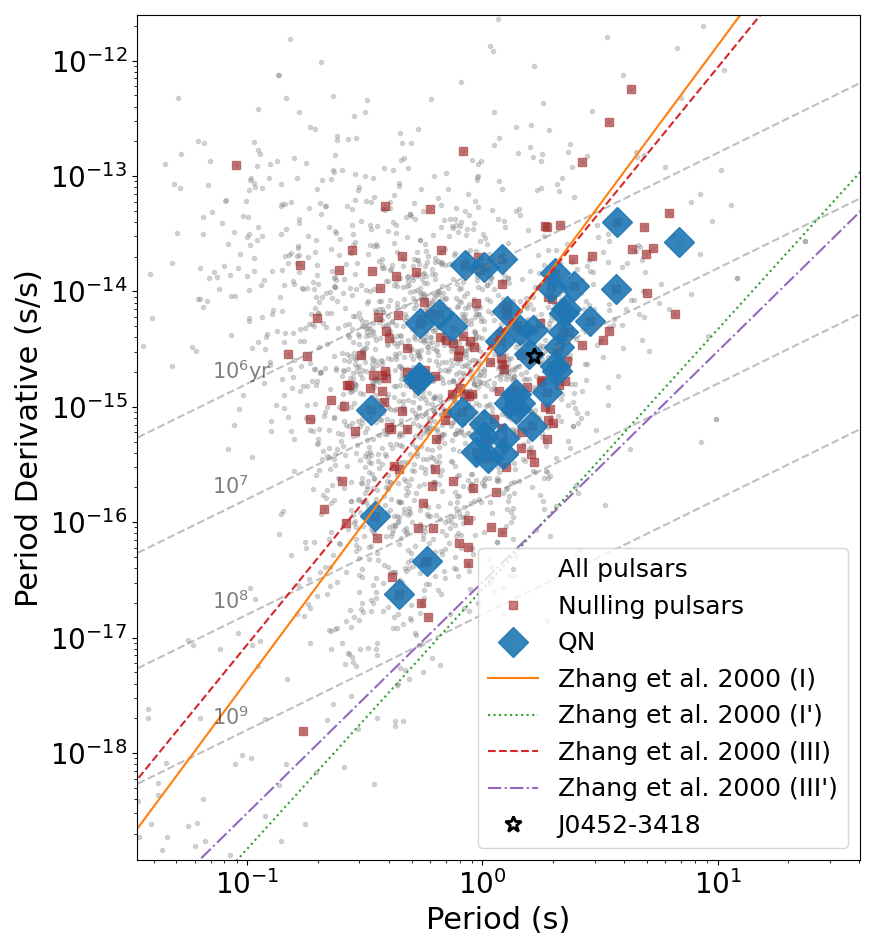 10⁻¹²
10⁻¹³
10⁻¹⁴
10⁻¹⁵
10⁻¹⁶
10⁻¹⁷
10⁻¹⁸
Period Derivative (s/s)
10⁶yr
10⁷
10⁸
10⁹
All pulsars
Nulling pulsars
QN
Zhang et al. 2000 (I)
Zhang et al. 2000 (I')
Zhang et al. 2000 (III)
Zhang et al. 2000 (III')
J0452-3418
10⁻¹
10⁰
10¹
Period (s)